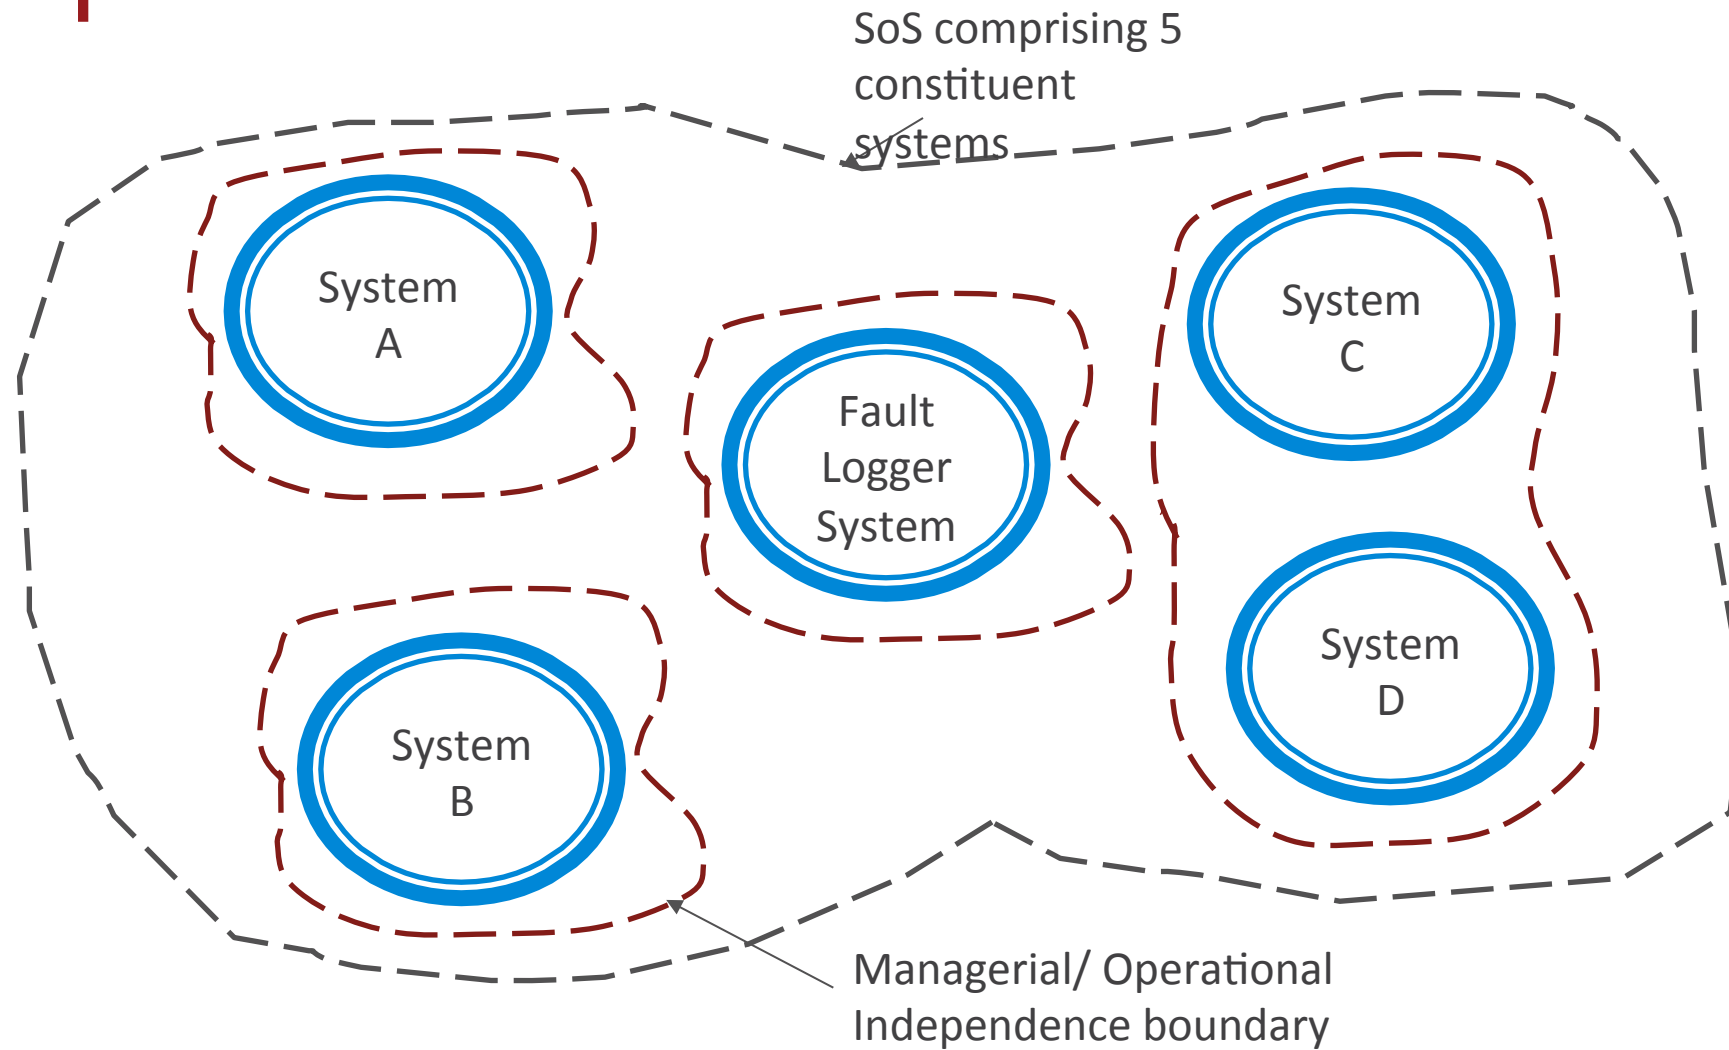 SoS comprising 5
constituent
systems
System
A
System
C
Fault
Logger
System
System
D
System
B
Managerial/ Operational
Independence boundary